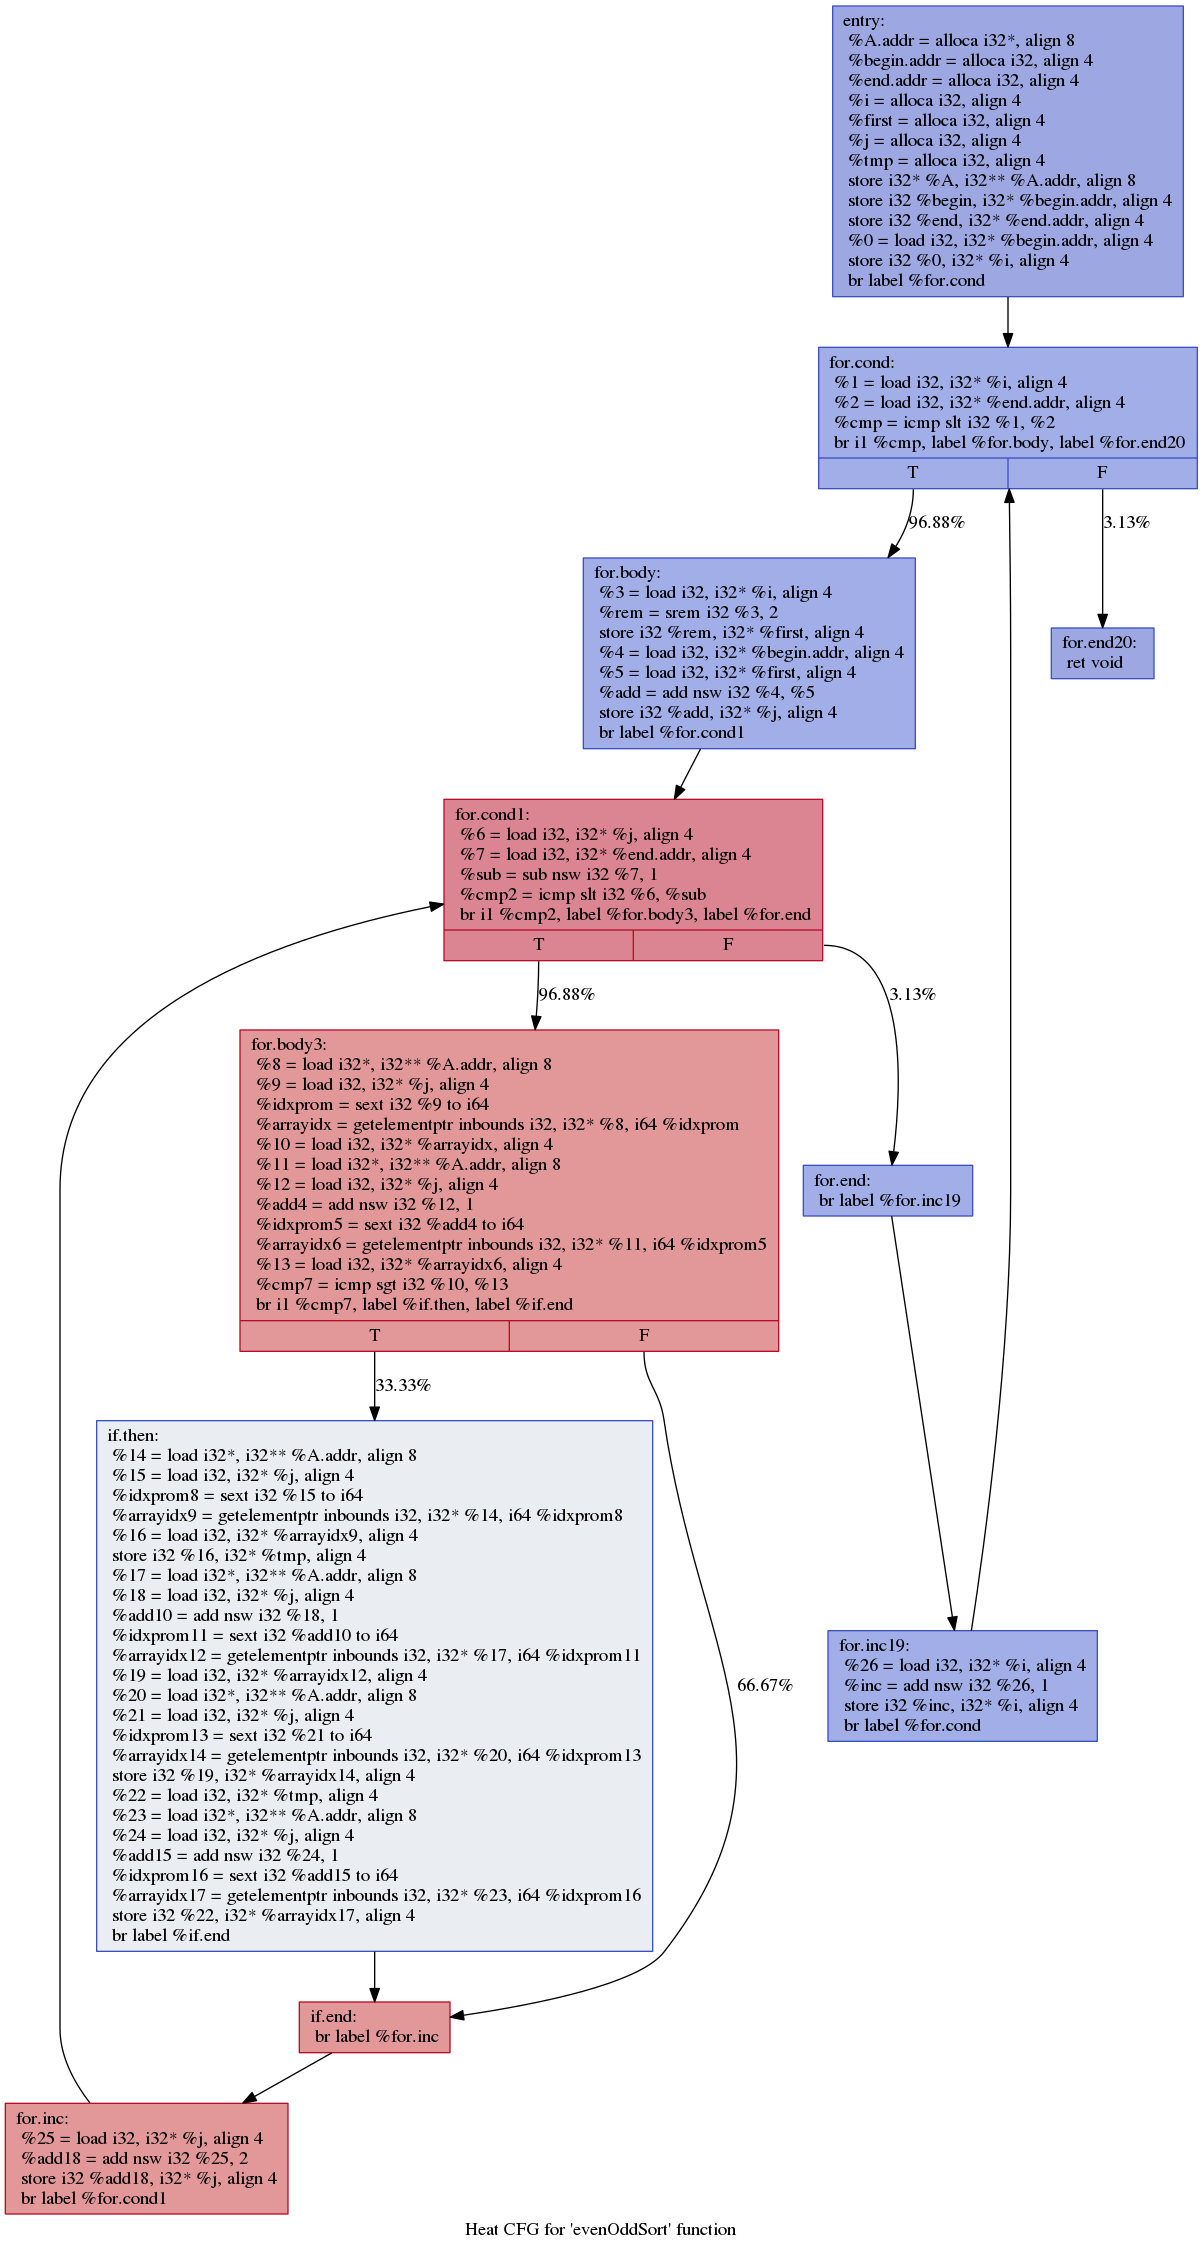 entry:
%A.addr = alloca i32*, align 8
%begin.addr = alloca i32, align 4
%end.addr = alloca i32, align 4
%i = alloca i32, align 4
%first = alloca i32, align 4
%j = alloca i32, align 4
%tmp = alloca i32, align 4
store i32* %A, i32** %A.addr, align 8
store i32 %begin, i32* %begin.addr, align 4
store i32 %end, i32* %end.addr, align 4
%0 = load i32, i32* %begin.addr, align 4
store i32 %0, i32* %i, align 4
br label %for.cond
for.cond:
%1 = load i32, i32* %i, align 4
%2 = load i32, i32* %end.addr, align 4
%cmp = icmp slt i32 %1, %2
br i1 %cmp, label %for.body, label %for.end20
T
F
96.88%
3.13%
for.body:
%3 = load i32, i32* %i, align 4
%rem = srem i32 %3, 2
store i32 %rem, i32* %first, align 4
%4 = load i32, i32* %begin.addr, align 4
%5 = load i32, i32* %first, align 4
%add = add nsw i32 %4, %5
store i32 %add, i32* %j, align 4
br label %for.cond1
for.end20:
ret void
for.cond1:
%6 = load i32, i32* %j, align 4
%7 = load i32, i32* %end.addr, align 4
%sub = sub nsw i32 %7, 1
%cmp2 = icmp slt i32 %6, %sub
br i1 %cmp2, label %for.body3, label %for.end
T
F
96.88%
3.13%
for.body3:
%8 = load i32*, i32** %A.addr, align 8
%9 = load i32, i32* %j, align 4
%idxprom = sext i32 %9 to i64
%arrayidx = getelementptr inbounds i32, i32* %8, i64 %idxprom
%10 = load i32, i32* %arrayidx, align 4
%11 = load i32*, i32** %A.addr, align 8
%12 = load i32, i32* %j, align 4
%add4 = add nsw i32 %12, 1
%idxprom5 = sext i32 %add4 to i64
%arrayidx6 = getelementptr inbounds i32, i32* %11, i64 %idxprom5
%13 = load i32, i32* %arrayidx6, align 4
%cmp7 = icmp sgt i32 %10, %13
br i1 %cmp7, label %if.then, label %if.end
T
F
for.end:
br label %for.inc19
33.33%
66.67%
if.then:
%14 = load i32*, i32** %A.addr, align 8
%15 = load i32, i32* %j, align 4
%idxprom8 = sext i32 %15 to i64
%arrayidx9 = getelementptr inbounds i32, i32* %14, i64 %idxprom8
%16 = load i32, i32* %arrayidx9, align 4
store i32 %16, i32* %tmp, align 4
%17 = load i32*, i32** %A.addr, align 8
%18 = load i32, i32* %j, align 4
%add10 = add nsw i32 %18, 1
%idxprom11 = sext i32 %add10 to i64
%arrayidx12 = getelementptr inbounds i32, i32* %17, i64 %idxprom11
%19 = load i32, i32* %arrayidx12, align 4
%20 = load i32*, i32** %A.addr, align 8
%21 = load i32, i32* %j, align 4
%idxprom13 = sext i32 %21 to i64
%arrayidx14 = getelementptr inbounds i32, i32* %20, i64 %idxprom13
store i32 %19, i32* %arrayidx14, align 4
%22 = load i32, i32* %tmp, align 4
%23 = load i32*, i32** %A.addr, align 8
%24 = load i32, i32* %j, align 4
%add15 = add nsw i32 %24, 1
%idxprom16 = sext i32 %add15 to i64
%arrayidx17 = getelementptr inbounds i32, i32* %23, i64 %idxprom16
store i32 %22, i32* %arrayidx17, align 4
br label %if.end
for.inc19:
%26 = load i32, i32* %i, align 4
%inc = add nsw i32 %26, 1
store i32 %inc, i32* %i, align 4
br label %for.cond
if.end:
br label %for.inc
for.inc:
%25 = load i32, i32* %j, align 4
%add18 = add nsw i32 %25, 2
store i32 %add18, i32* %j, align 4
br label %for.cond1
Heat CFG for 'evenOddSort' function